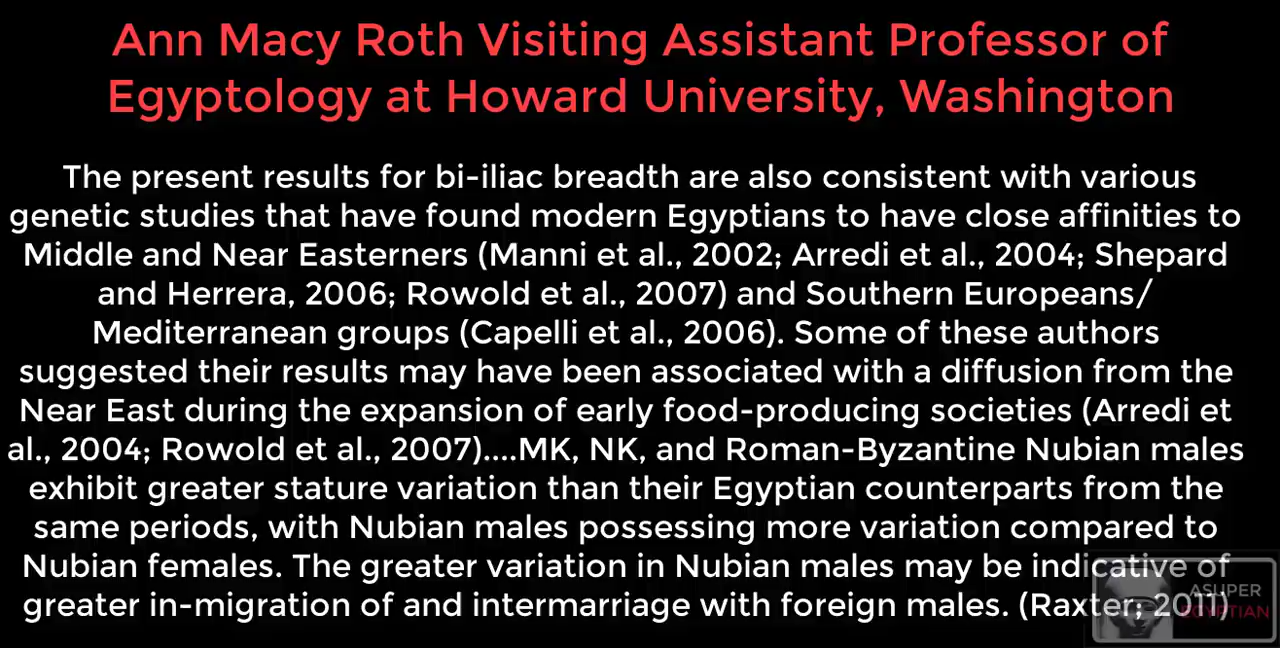 Ann Macy Roth Visiting Assistant Professor of
Egyptology at Howard University, Washington
The present results for bi-iliac breadth are also consistent with various
genetic studies that have found modern Egyptians to have close affinities to
Middle and Near Easterners (Manni et al., 2002; Arredi et al., 2004; Shepard
and Herrera, 2006; Rowold et al., 2007) and Southern Europeans/
Mediterranean groups (Capelli et al., 2006). Some of these authors
suggested their results may have been associated with a diffusion from the
Near East during the expansion of early food-producing societies (Arredi et
al., 2004; Rowold et al., 2007)....MK, NK, and Roman-Byzantine Nubian males
exhibit greater stature variation than their Egyptian counterparts from the
same periods, with Nubian males possessing more variation compared to
Nubian females. The greater variation in Nubian males may be indicative of
greater in-migration of and intermarriage with foreign males. (Raxter; 2011)
ASUPER
EGYPTIAN